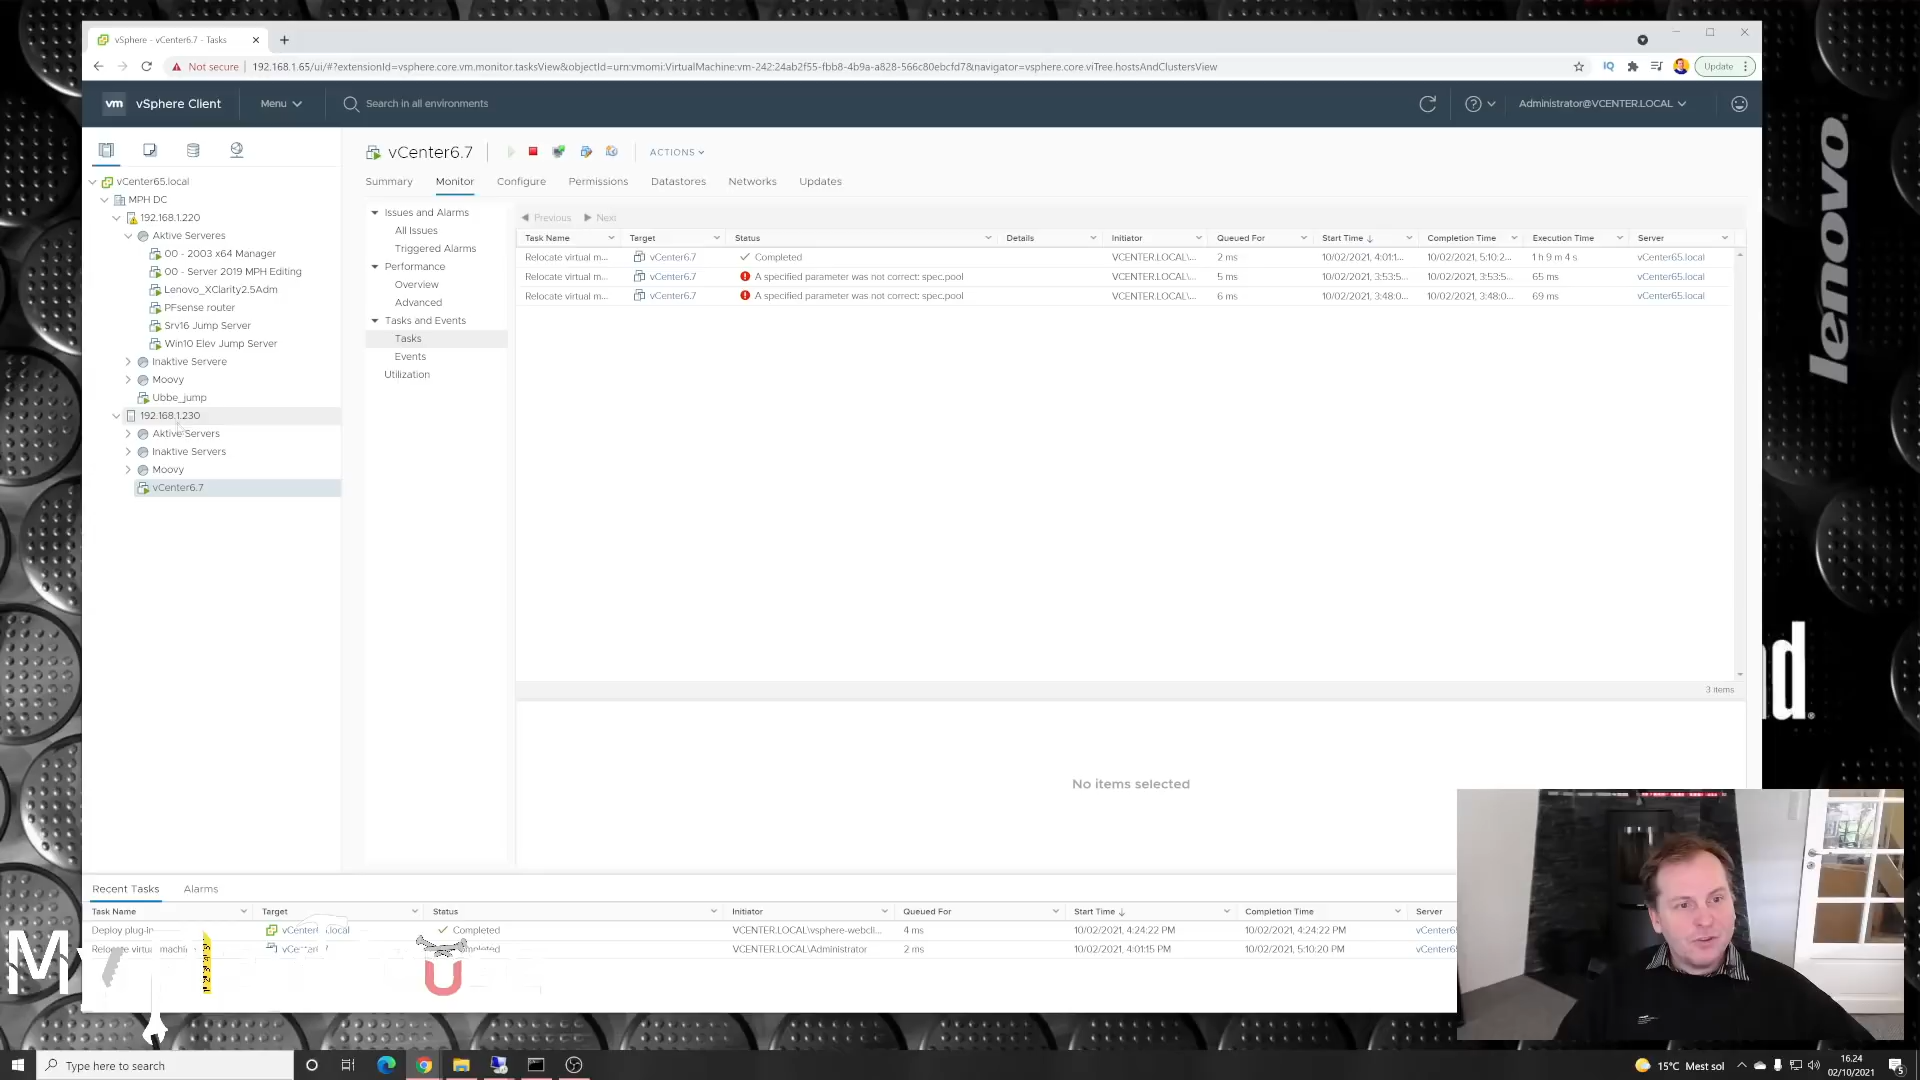 vSphere - vCenter6.7 - Tasks
Not secure
192.168.1.65/ui/#?extensionId=vsphere.core.vm.monitor.tasksView&objectId=urn:vmomi:VirtualMachine:vm-242:24ab2f55-fbb8-4b9a-a828-566c80ebcfd7&navigator=vsphere.core.viTree.hostsAndClustersView
IQ
Update
vm vSphere Client Menu Search in all environments Administrator@VCENTER.LOCAL
vCenter6.7 ACTIONS
Summary Monitor Configure Permissions Datastores Networks Updates
vCenter65.local
MPH DC
192.168.1.220
Aktive Serveres
00 - 2003 x64 Manager
00 - Server 2019 MPH Editing
Lenovo_XClarity2.5Adm
PFsense router
Srv16 Jump Server
Win10 Elev Jump Server
Inaktive Servere
Moovy
Ubbe_jump
192.168.1.230
Aktive Servers
Inaktive Servers
Moovy
vCenter6.7
Issues and Alarms
All Issues
Triggered Alarms
Performance
Overview
Advanced
Tasks and Events
Tasks
Events
Utilization
Previous Next
Task Name Target Status Details Initiator Queued For Start Time Completion Time Execution Time Server
Relocate virtual m... vCenter6.7 Completed VCENTER.LOCAL\... 2 ms 10/02/2021, 4:01:1... 10/02/2021, 5:10:2... 1 h 9 m 4 s vCenter65.local
Relocate virtual m... vCenter6.7 A specified parameter was not correct: spec.pool VCENTER.LOCAL\... 5 ms 10/02/2021, 3:53:5... 10/02/2021, 3:53:5... 65 ms vCenter65.local
Relocate virtual m... vCenter6.7 A specified parameter was not correct: spec.pool VCENTER.LOCAL\... 6 ms 10/02/2021, 3:48:0... 10/02/2021, 3:48:0... 69 ms vCenter65.local
3 items
No items selected
Recent Tasks Alarms
Task Name Target Status Initiator Queued For Start Time Completion Time Server
Deploy plug-in Completed VCENTER.LOCAL\vsphere-webcli... 4 ms 10/02/2021, 4:24:22 PM 10/02/2021, 4:24:22 PM
VCENTER.LOCAL\Administrator 2 ms 10/02/2021, 4:01:15 PM 10/02/2021, 5:10:20 PM
lenovo
Type here to search
15°C Mest sol
16.24
02/10/2021
5